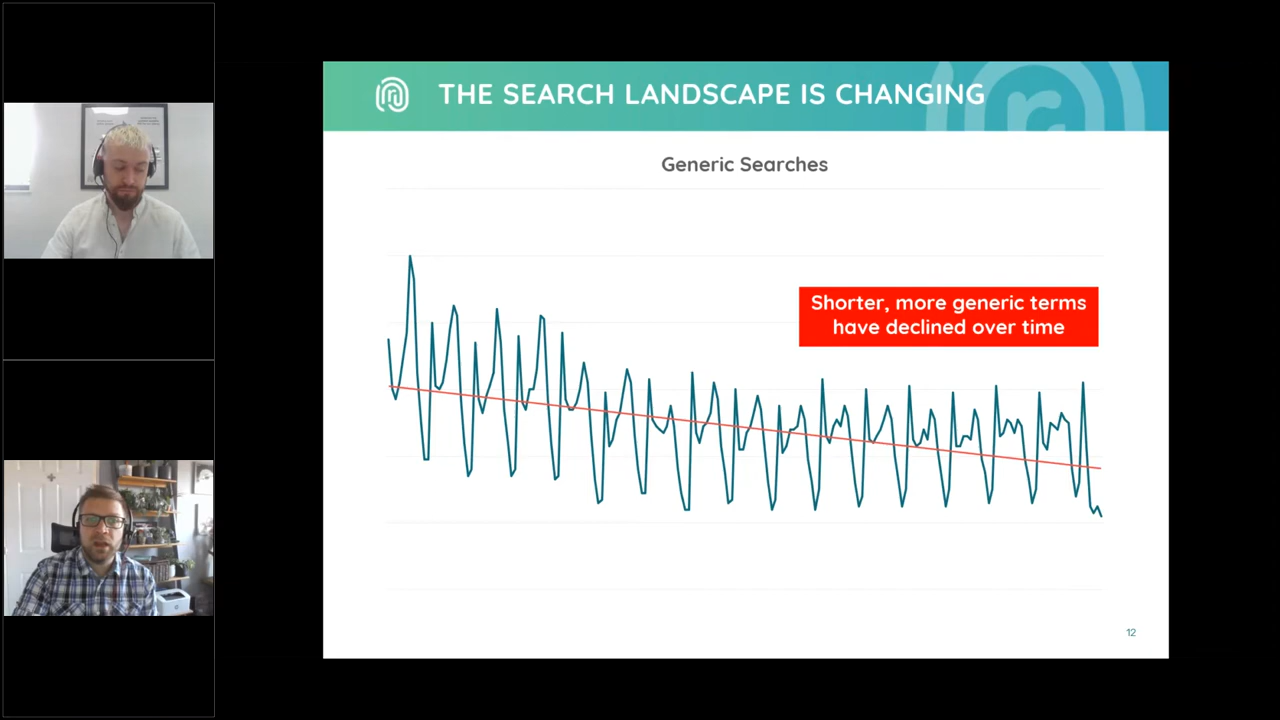 THE SEARCH LANDSCAPE IS CHANGING
Generic Searches
Shorter, more generic terms
have declined over time
12